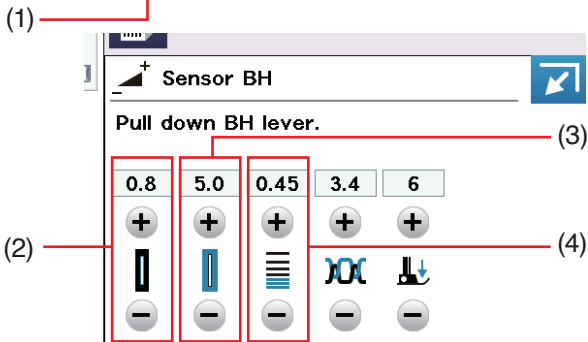 (1)
Sensor BH
Pull down BH lever.
(3)
0.8 5.0 0.45 3.4 6
(2)
(4)